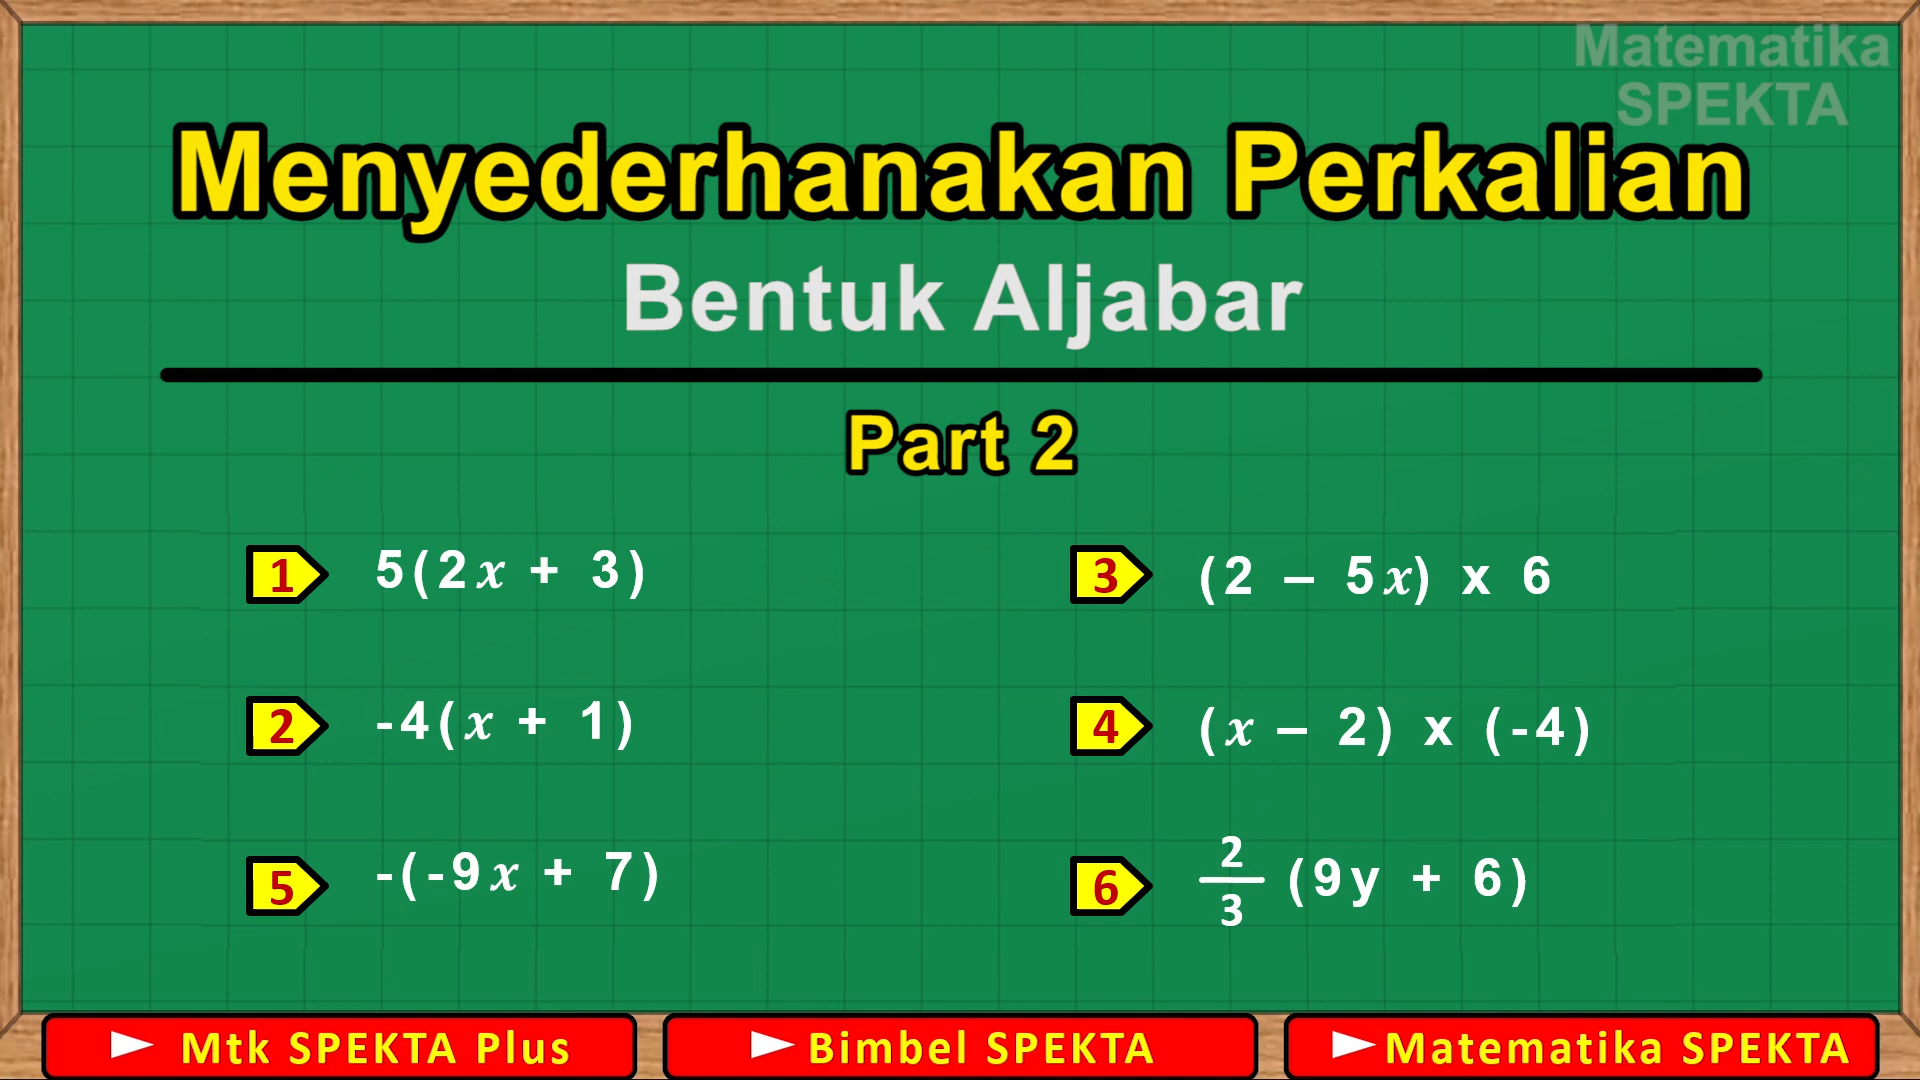 Matematika
SPEKTA
Menyederhanakan Perkalian
Bentuk Aljabar
Part 2
1 5(2x + 3)
3 (2 – 5x) x 6
2 -4(x + 1)
4 (x – 2) x (-4)
5 -(-9x + 7)
6 2/3 (9y + 6)
Mtk SPEKTA Plus
Bimbel SPEKTA
Matematika SPEKTA